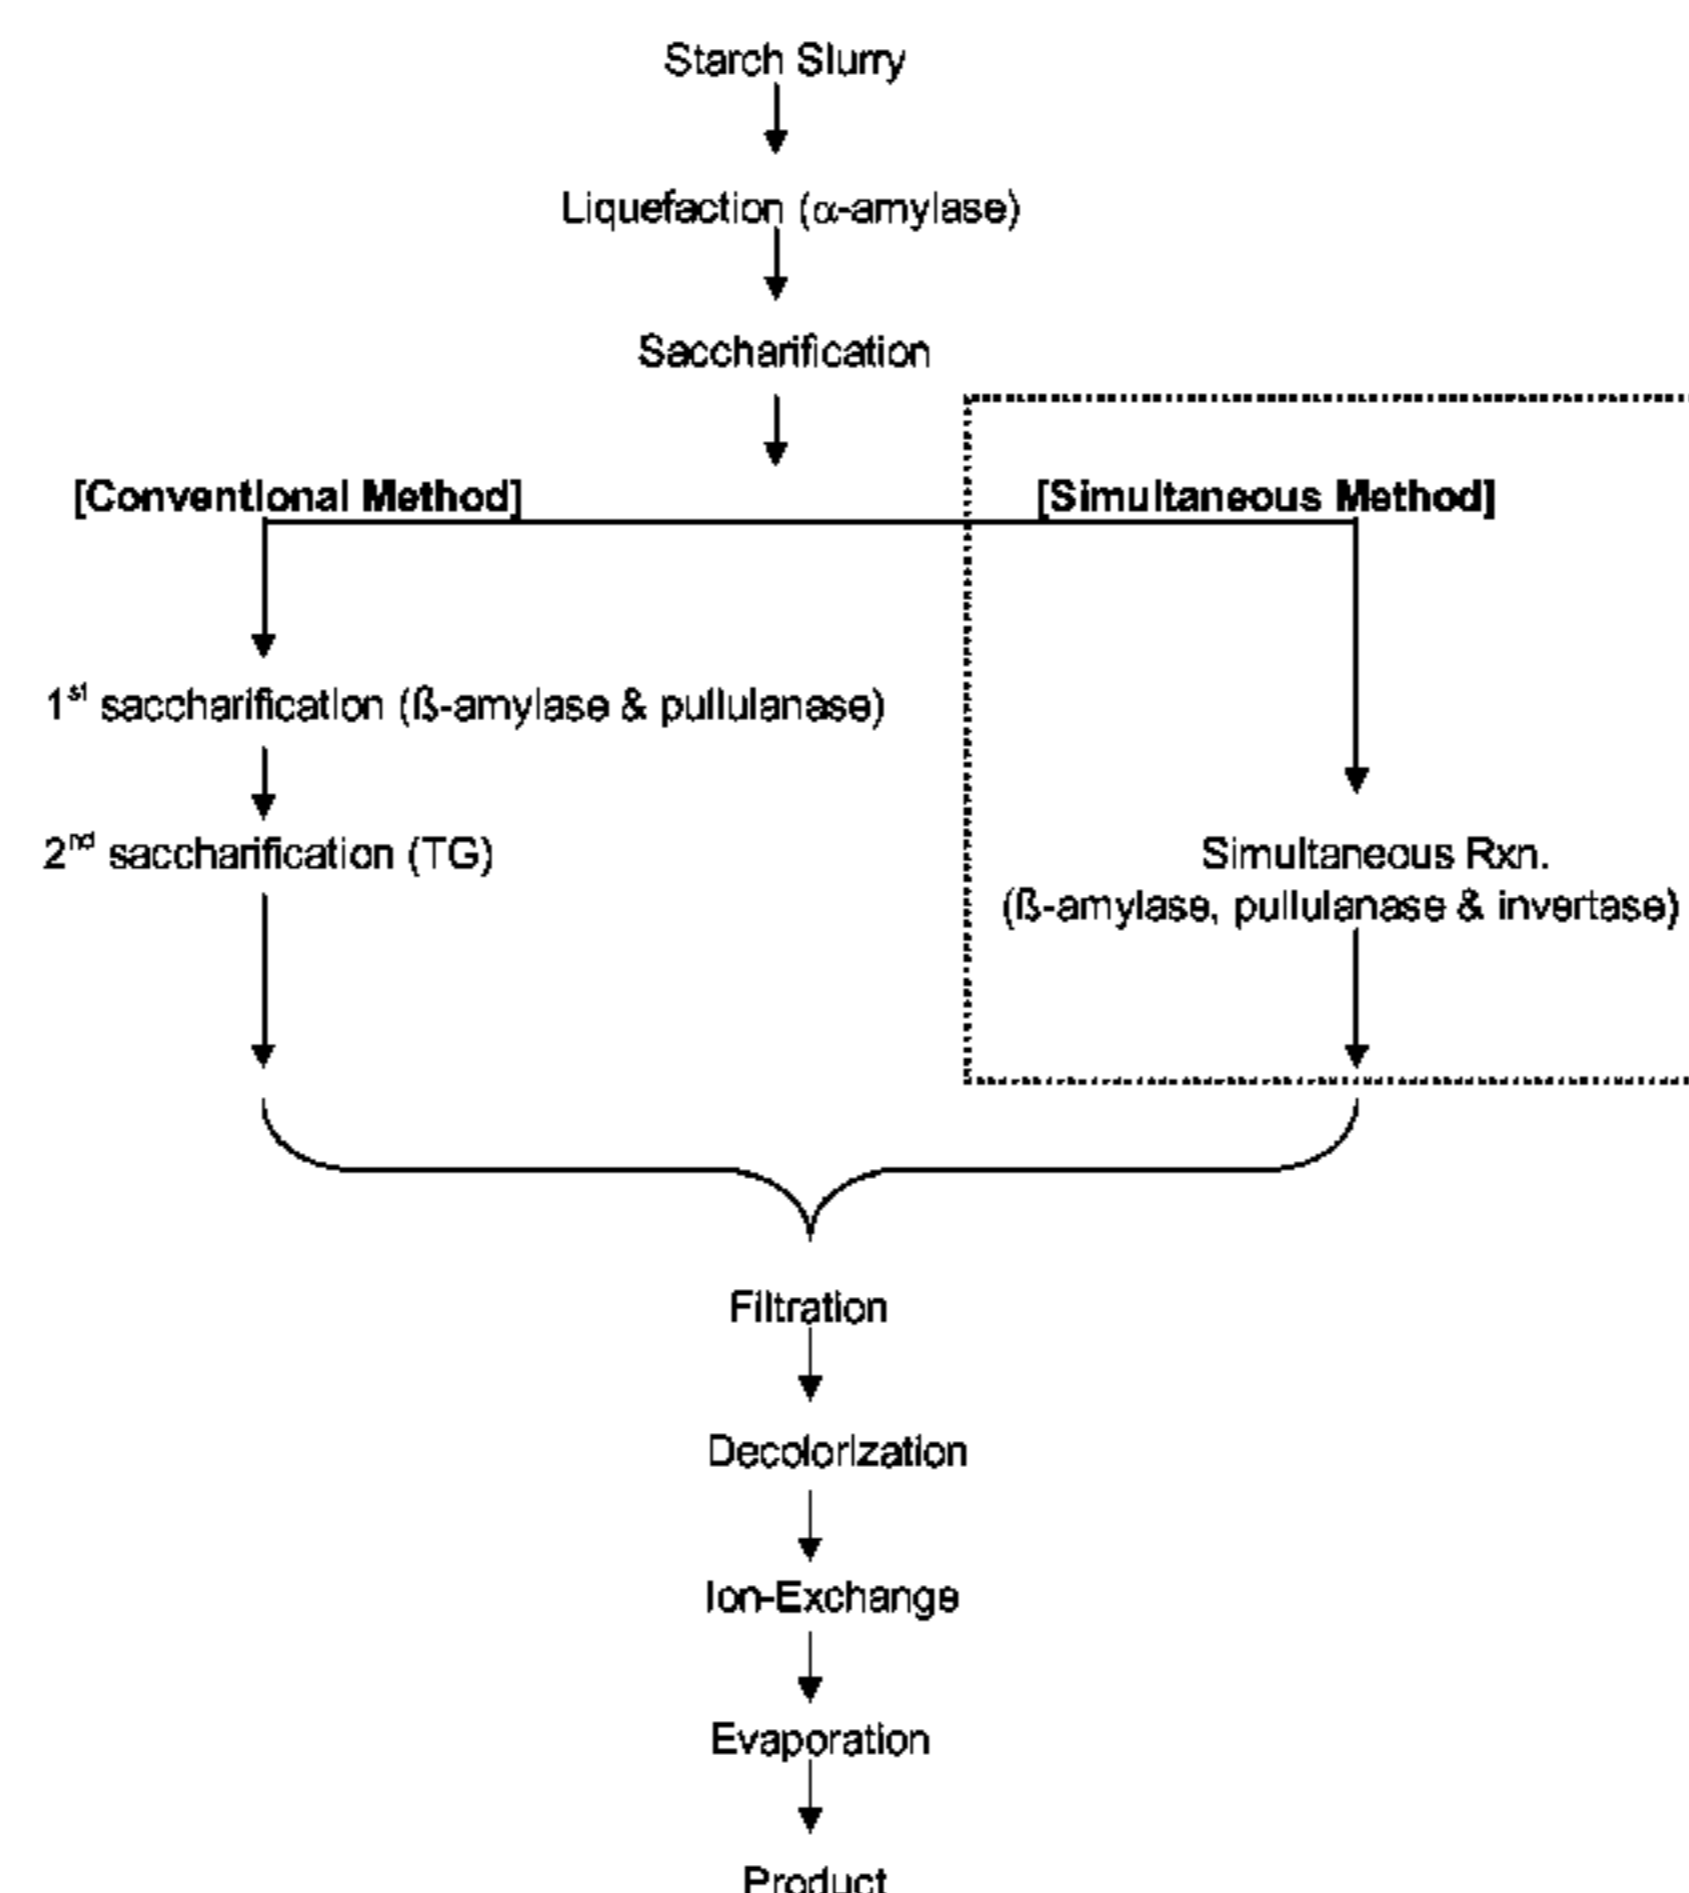 Starch Slurry
Liquefaction (α-amylase)
Saccharification
[Conventional Method]
[Simultaneous Method]
1st saccharification (ß-amylase & pullulanase)
2nd saccharification (TG)
Simultaneous Rxn.
(ß-amylase, pullulanase & invertase)
Filtration
Decolorization
Ion-Exchange
Evaporation
Product